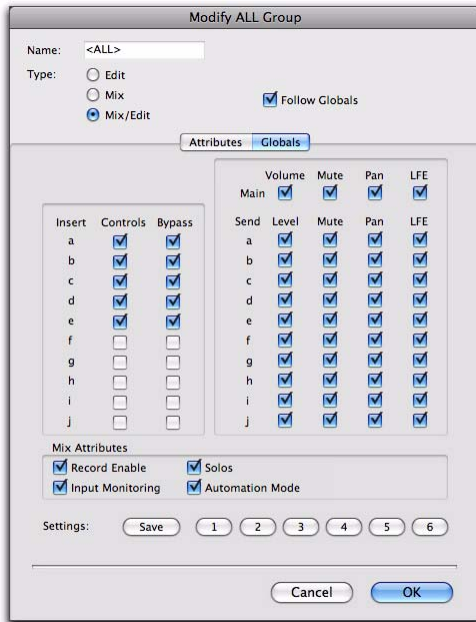 Modify ALL Group
Name: <ALL>
Type: Edit
Mix
Mix/Edit
Follow Globals
Attributes Globals
Volume Mute Pan LFE
Main
Insert Controls Bypass
a
b
c
d
e
f
g
h
i
j
Send Level Mute Pan LFE
a
b
c
d
e
f
g
h
i
j
Mix Attributes
Record Enable Solos
Input Monitoring Automation Mode
Settings: Save 1 2 3 4 5 6
Cancel OK